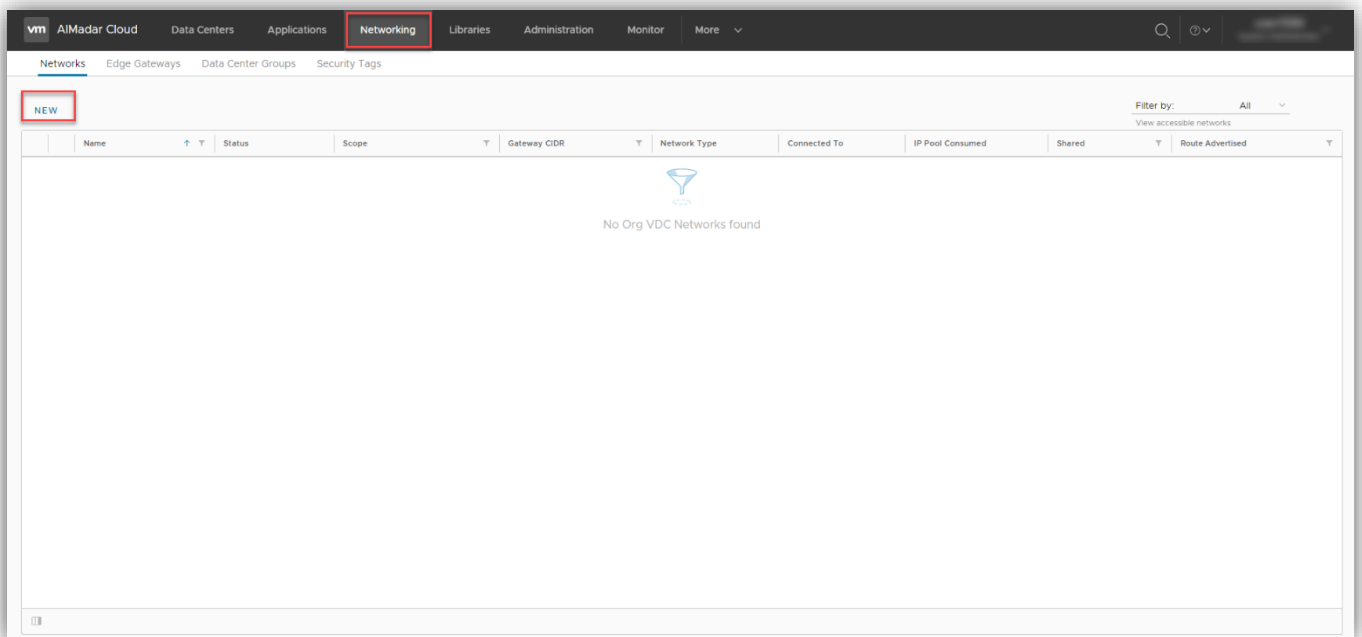 vm AlMadar Cloud Data Centers Applications Networking Libraries Administration Monitor More
Networks Edge Gateways Data Center Groups Security Tags
NEW
Filter by: All
View accessible networks
Name Status Scope Gateway CIDR Network Type Connected To IP Pool Consumed Shared Route Advertised
No Org VDC Networks found